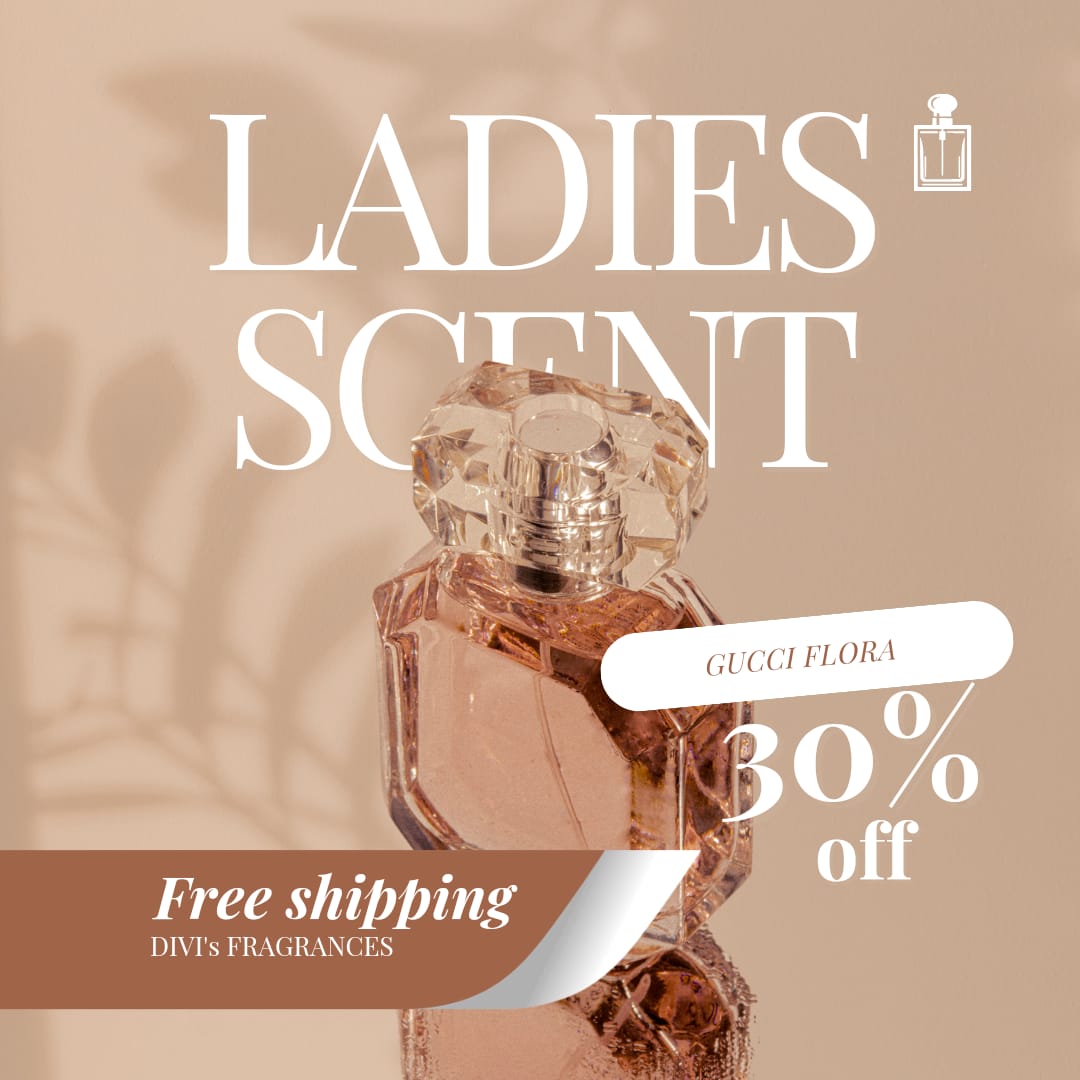 LADIES
SCENT
GUCCI FLORA
30%
off
Free shipping
DIVI's FRAGRANCES